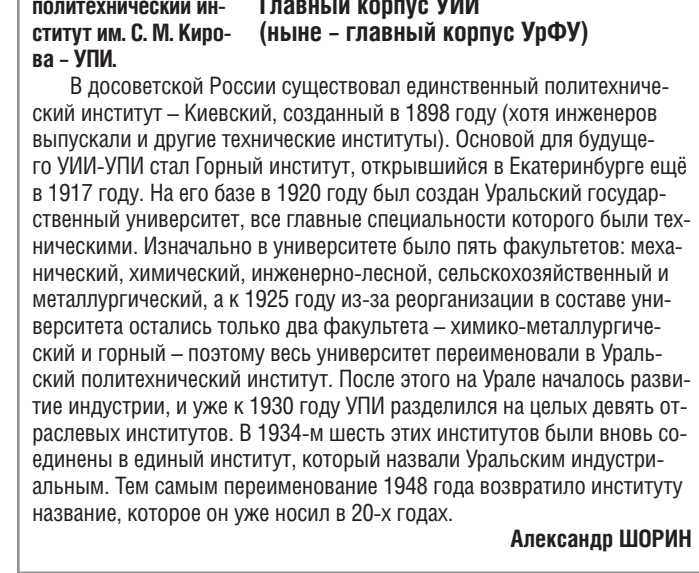 политехнический ин-
ститут им. С. М. Киро-
ва – УПИ.
Главный корпус УИИ
(ныне – главный корпус УрФУ)
В досоветской России существовал единственный политехниче-
ский институт – Киевский, созданный в 1898 году (хотя инженеров
выпускали и другие технические институты). Основой для будуще-
го УИИ-УПИ стал Горный институт, открывшийся в Екатеринбурге ещё
в 1917 году. На его базе в 1920 году был создан Уральский государ-
ственный университет, все главные специальности которого были тех-
ническими. Изначально в университете было пять факультетов: меха-
нический, химический, инженерно-лесной, сельскохозяйственный и
металлургический, а к 1925 году из-за реорганизации в составе уни-
верситета остались только два факультета – химико-металлургиче-
ский и горный – поэтому весь университет переименовали в Ураль-
ский политехнический институт. После этого на Урале началось разви-
тие индустрии, и уже к 1930 году УПИ разделился на целых девять от-
раслевых институтов. В 1934-м шесть этих институтов были вновь со-
единены в единый институт, который назвали Уральским индустри-
альным. Тем самым переименование 1948 года возвратило институту
название, которое он уже носил в 20-х годах.
Александр ШОРИН